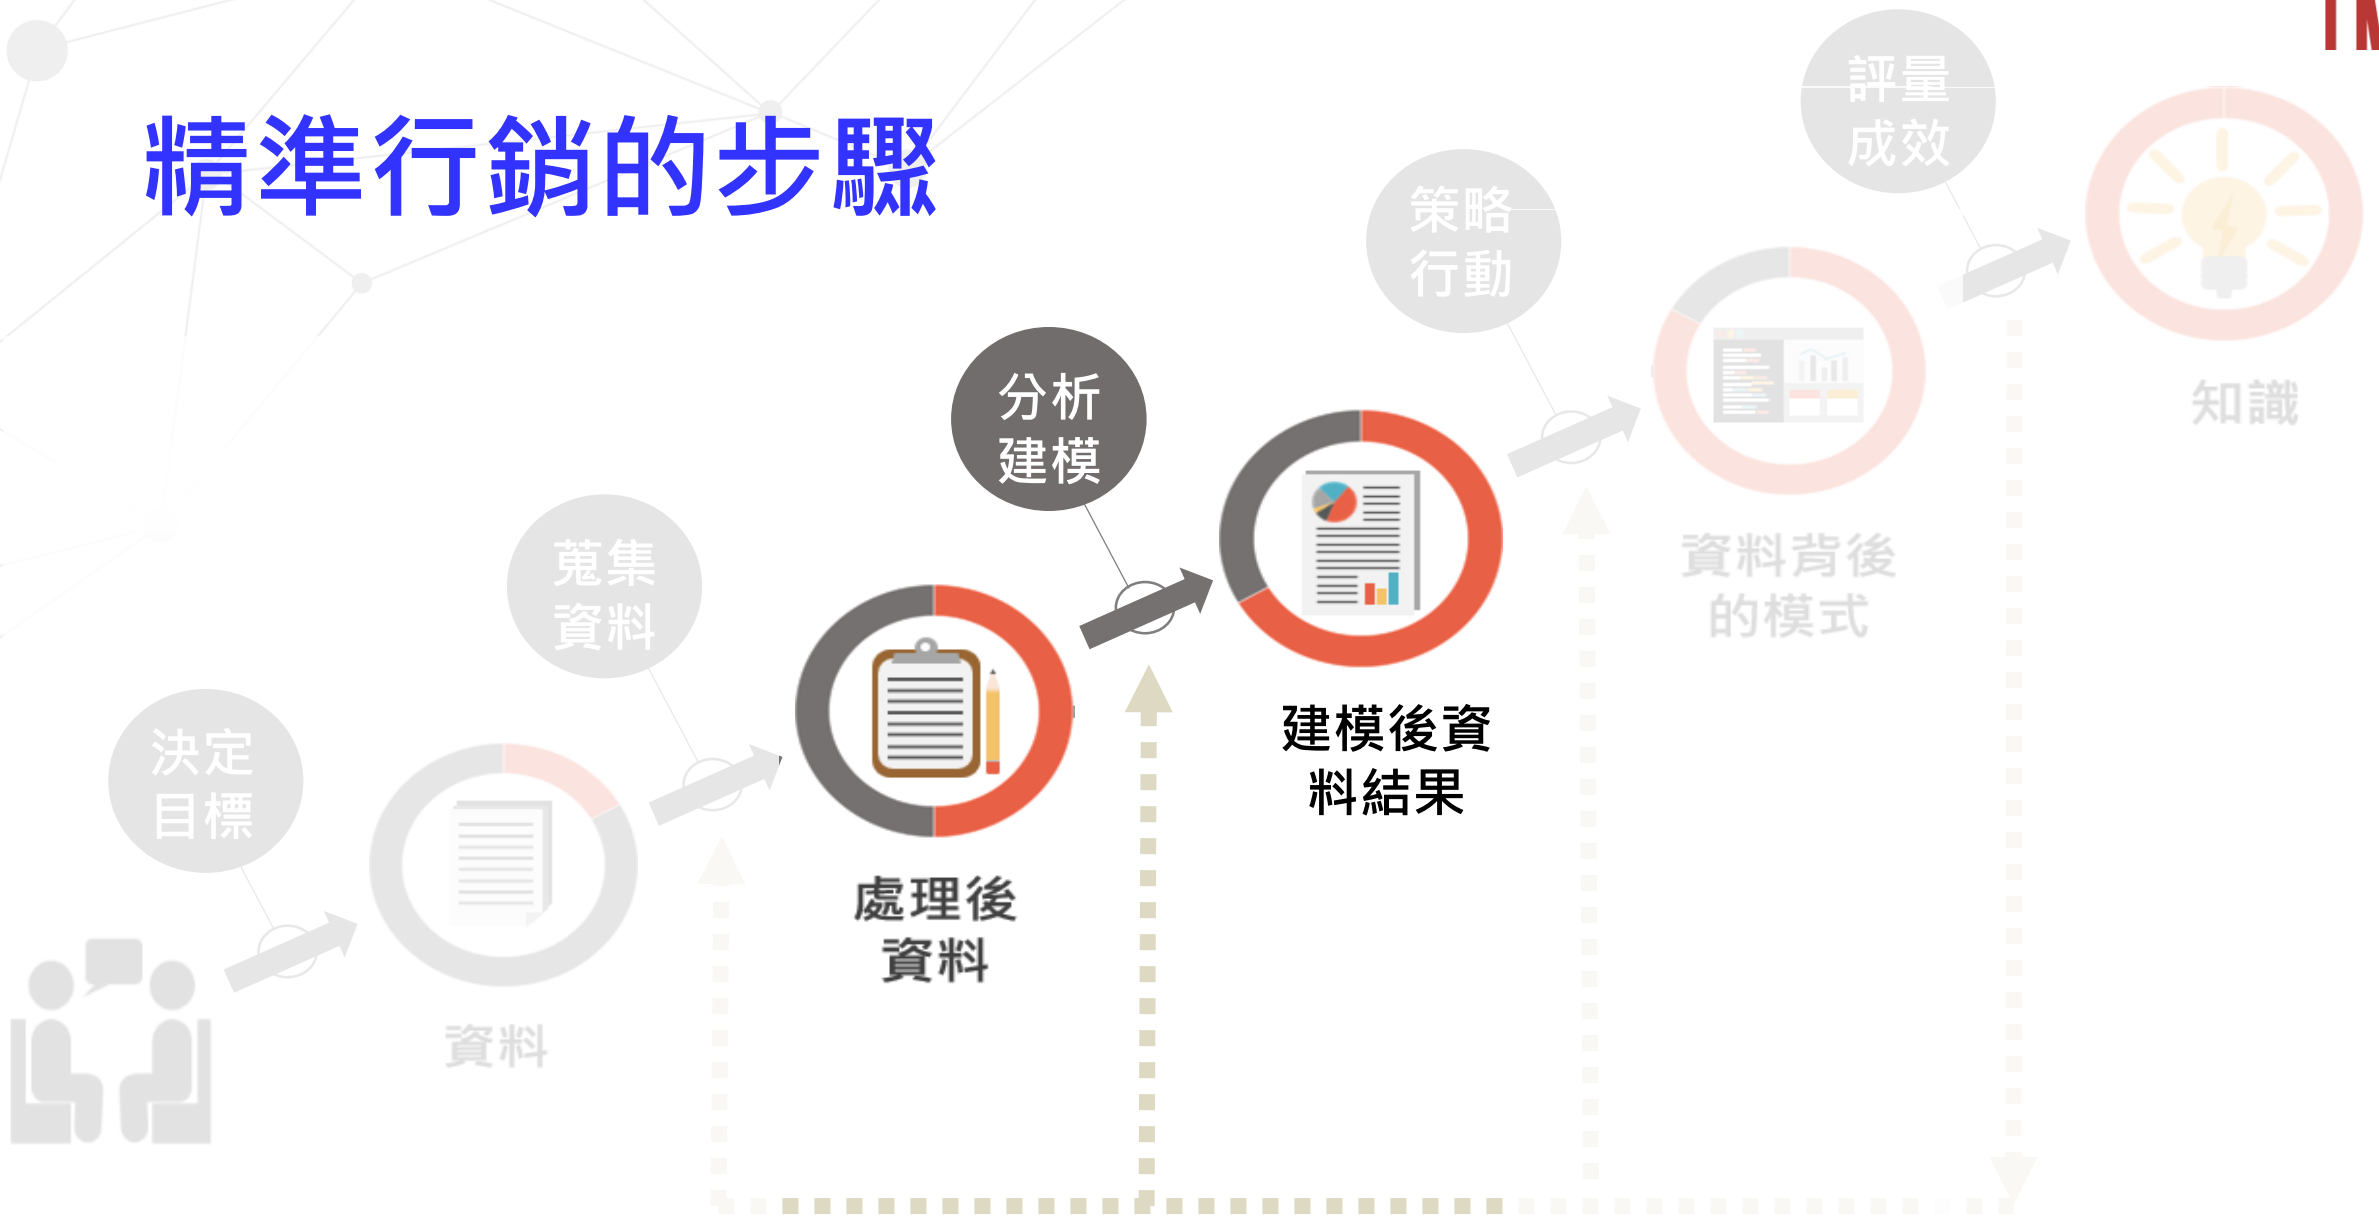 精準行銷的步驟
決定
目標
資料
蒐集
資料
處理後
資料
分析
建模
建模後資
料結果
策略
行動
資料背後
的模式
評量
成效
知識